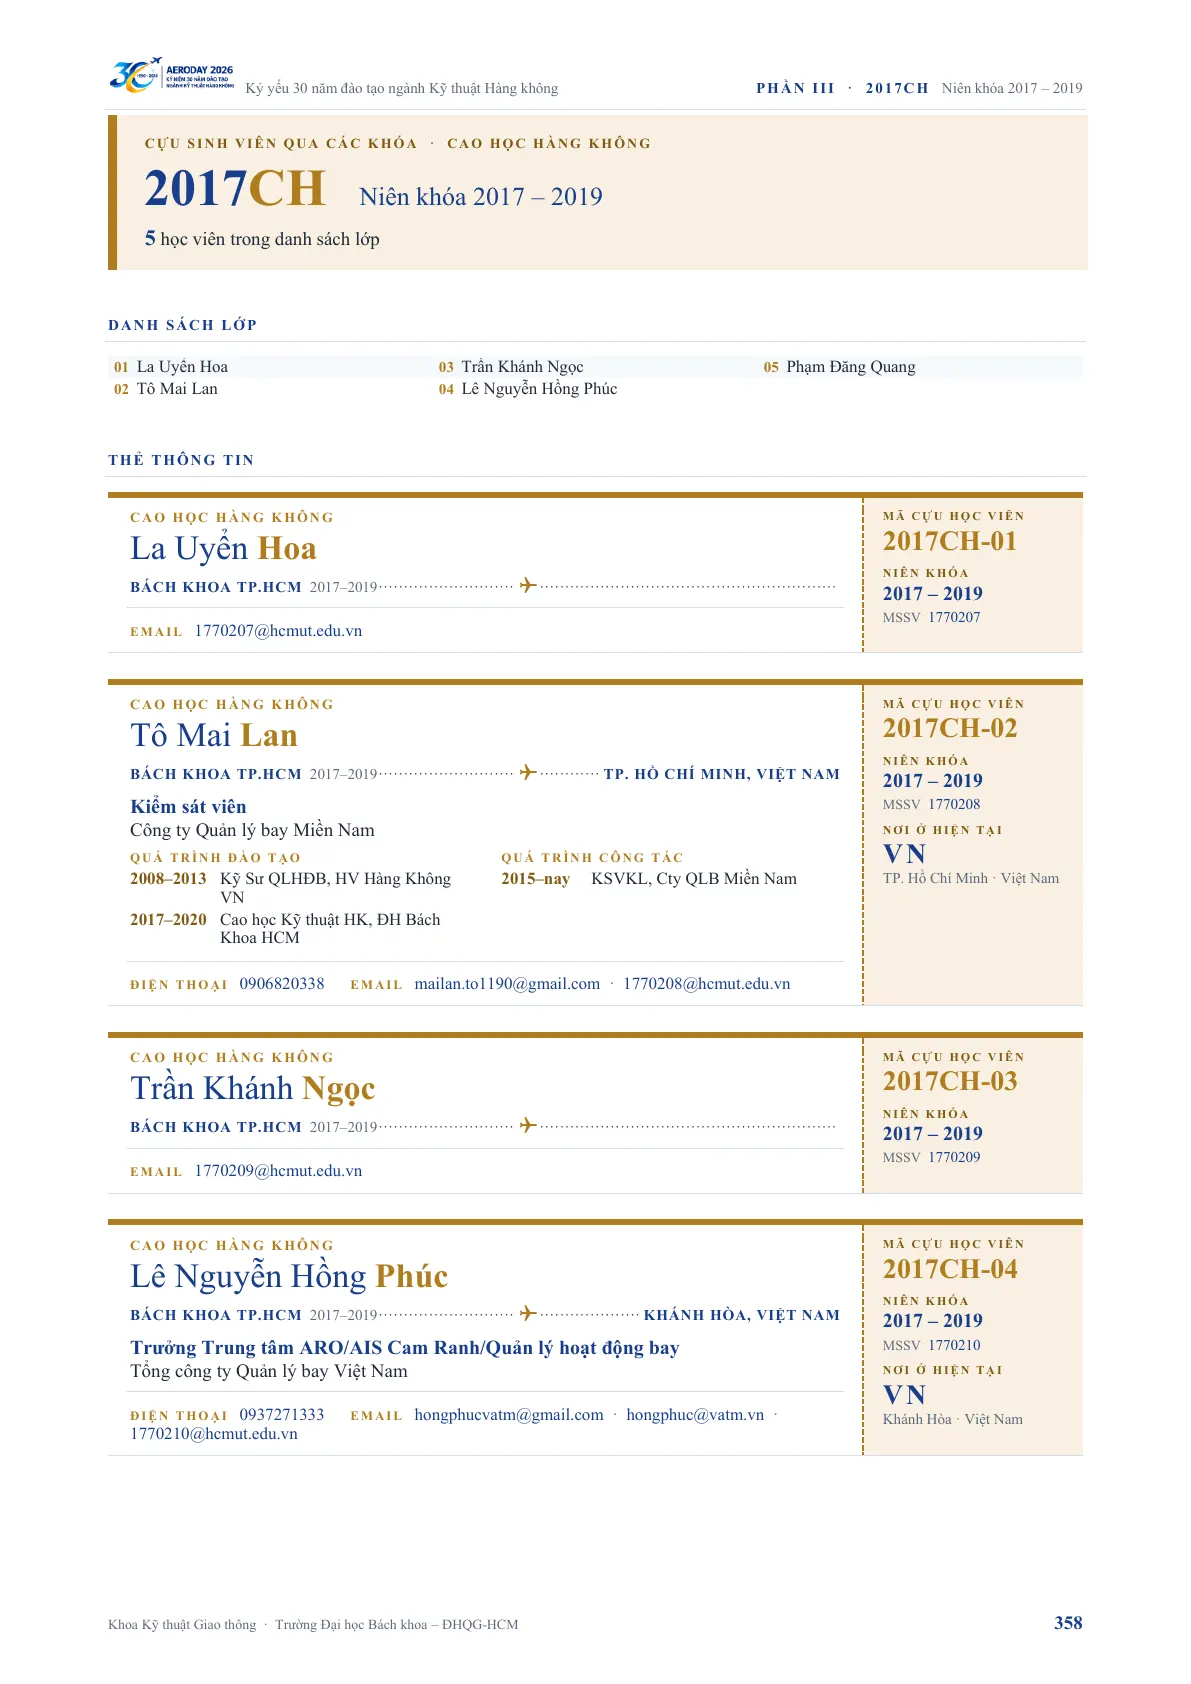 30 1996 - 2026 AERODAY 2026
KỶ NIỆM 30 NĂM ĐÀO TẠO
NGÀNH KỸ THUẬT HÀNG KHÔNG
Kỷ yếu 30 năm đào tạo ngành Kỹ thuật Hàng không
PHẦN III · 2017CH Niên khóa 2017 – 2019
CỰU SINH VIÊN QUA CÁC KHÓA · CAO HỌC HÀNG KHÔNG
2017CH Niên khóa 2017 – 2019
5 học viên trong danh sách lớp
DANH SÁCH LỚP
01 La Uyển Hoa
02 Tô Mai Lan
03 Trần Khánh Ngọc
04 Lê Nguyễn Hồng Phúc
05 Phạm Đăng Quang
THẺ THÔNG TIN
CAO HỌC HÀNG KHÔNG
La Uyển Hoa
BÁCH KHOA TP.HCM 2017–2019
EMAIL 1770207@hcmut.edu.vn
MÃ CỰU HỌC VIÊN
2017CH-01
NIÊN KHÓA
2017 – 2019
MSSV 1770207
CAO HỌC HÀNG KHÔNG
Tô Mai Lan
BÁCH KHOA TP.HCM 2017–2019 TP. HỒ CHÍ MINH, VIỆT NAM
Kiểm sát viên
Công ty Quản lý bay Miền Nam
QUÁ TRÌNH ĐÀO TẠO
2008–2013 Kỹ Sư QLHĐB, HV Hàng Không
VN
2017–2020 Cao học Kỹ thuật HK, ĐH Bách
Khoa HCM
QUÁ TRÌNH CÔNG TÁC
2015–nay KSVKL, Cty QLB Miền Nam
ĐIỆN THOẠI 0906820338 EMAIL mailan.to1190@gmail.com · 1770208@hcmut.edu.vn
MÃ CỰU HỌC VIÊN
2017CH-02
NIÊN KHÓA
2017 – 2019
MSSV 1770208
NƠI Ở HIỆN TẠI
VN
TP. Hồ Chí Minh · Việt Nam
CAO HỌC HÀNG KHÔNG
Trần Khánh Ngọc
BÁCH KHOA TP.HCM 2017–2019
EMAIL 1770209@hcmut.edu.vn
MÃ CỰU HỌC VIÊN
2017CH-03
NIÊN KHÓA
2017 – 2019
MSSV 1770209
CAO HỌC HÀNG KHÔNG
Lê Nguyễn Hồng Phúc
BÁCH KHOA TP.HCM 2017–2019 KHÁNH HÒA, VIỆT NAM
Trưởng Trung tâm ARO/AIS Cam Ranh/Quản lý hoạt động bay
Tổng công ty Quản lý bay Việt Nam
ĐIỆN THOẠI 0937271333 EMAIL hongphucvatm@gmail.com · hongphuc@vatm.vn ·
1770210@hcmut.edu.vn
MÃ CỰU HỌC VIÊN
2017CH-04
NIÊN KHÓA
2017 – 2019
MSSV 1770210
NƠI Ở HIỆN TẠI
VN
Khánh Hòa · Việt Nam
Khoa Kỹ thuật Giao thông · Trường Đại học Bách khoa – ĐHQG-HCM
358